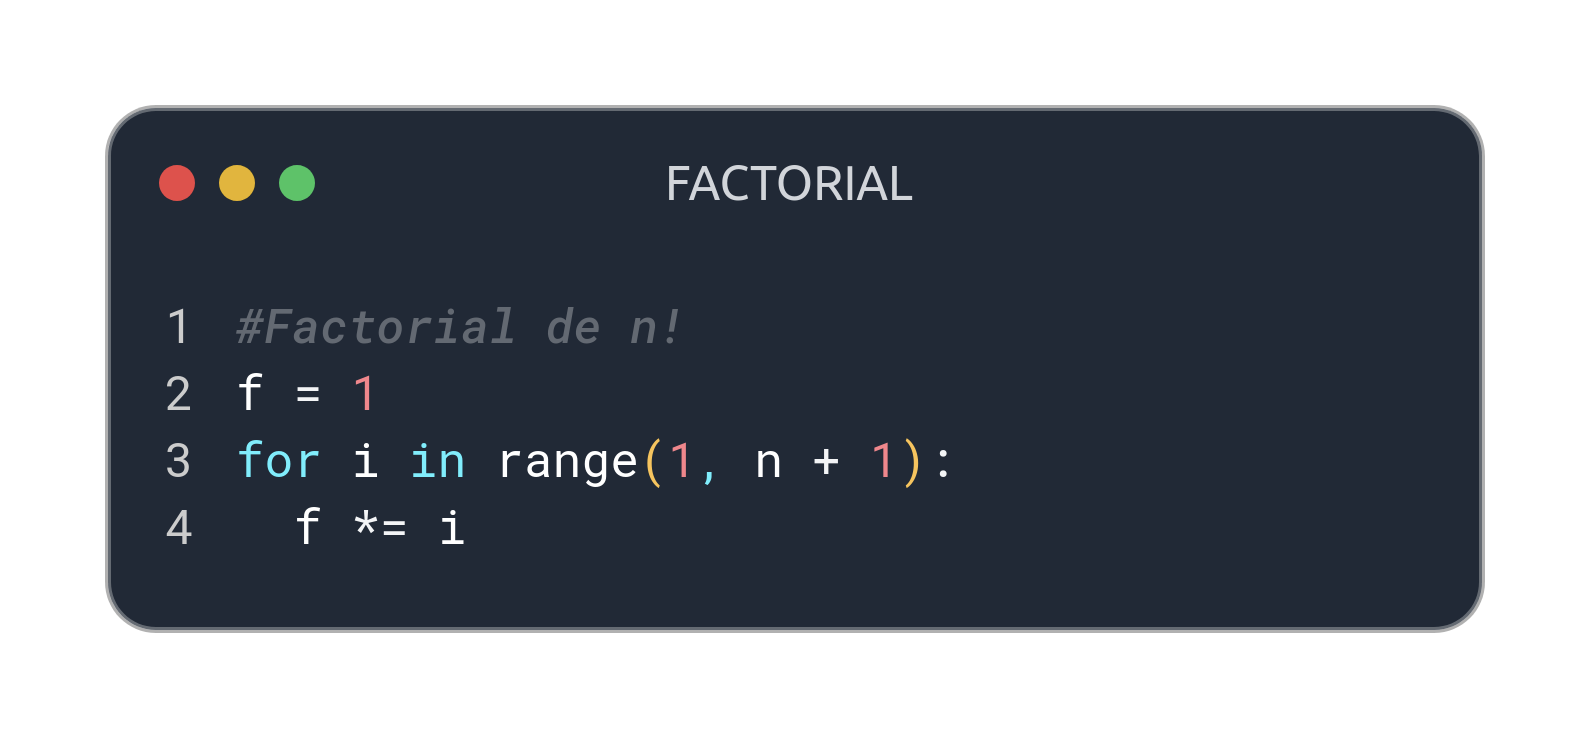 FACTORIAL
1 #Factorial de n!
2 f = 1
3 for i in range(1, n + 1):
4   f *= i